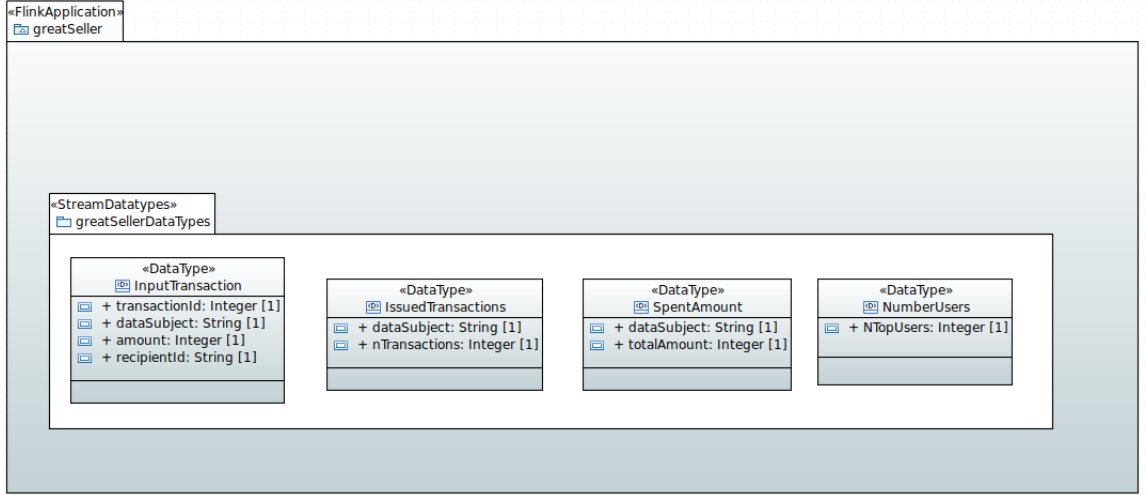 «FlinkApplication»
greatSeller
«StreamDatatypes»
greatSellerDataTypes
«DataType»
InputTransaction
+ transactionId: Integer [1]
+ dataSubject: String [1]
+ amount: Integer [1]
+ recipientId: String [1]
«DataType»
IssuedTransactions
+ dataSubject: String [1]
+ nTransactions: Integer [1]
«DataType»
SpentAmount
+ dataSubject: String [1]
+ totalAmount: Integer [1]
«DataType»
NumberUsers
+ NTopUsers: Integer [1]